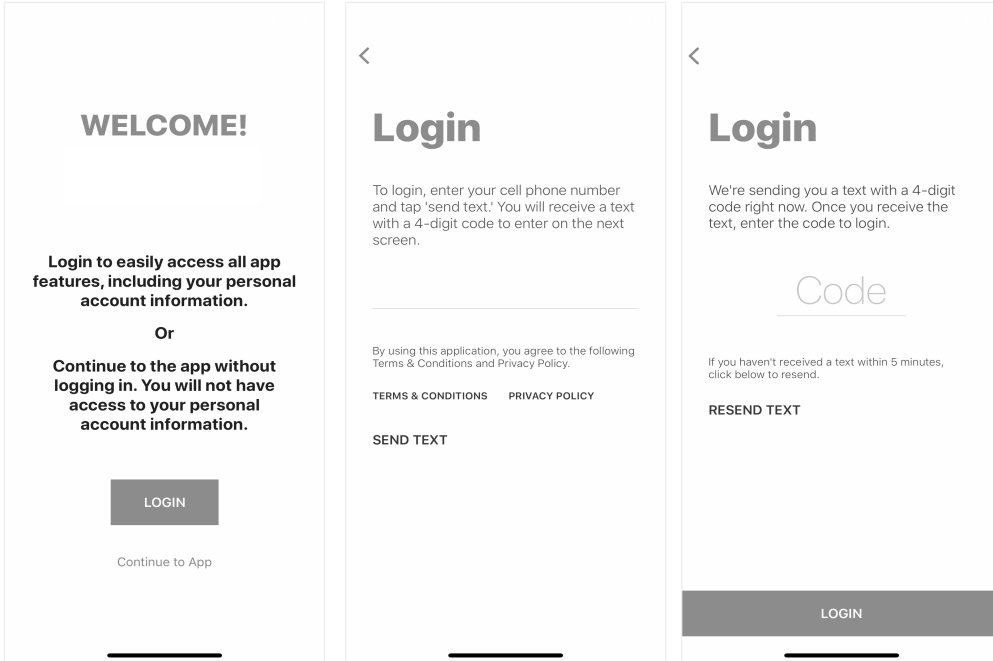 WELCOME!
Login to easily access all app
features, including your personal
account information.
Or
Continue to the app without
logging in. You will not have
access to your personal
account information.
LOGIN
Continue to App
Login
To login, enter your cell phone number
and tap 'send text.' You will receive a text
with a 4-digit code to enter on the next
screen.
By using this application, you agree to the following
Terms & Conditions and Privacy Policy.
TERMS & CONDITIONS PRIVACY POLICY
SEND TEXT
Login
We're sending you a text with a 4-digit
code right now. Once you receive the
text, enter the code to login.
Code
If you haven't received a text within 5 minutes,
click below to resend.
RESEND TEXT
LOGIN